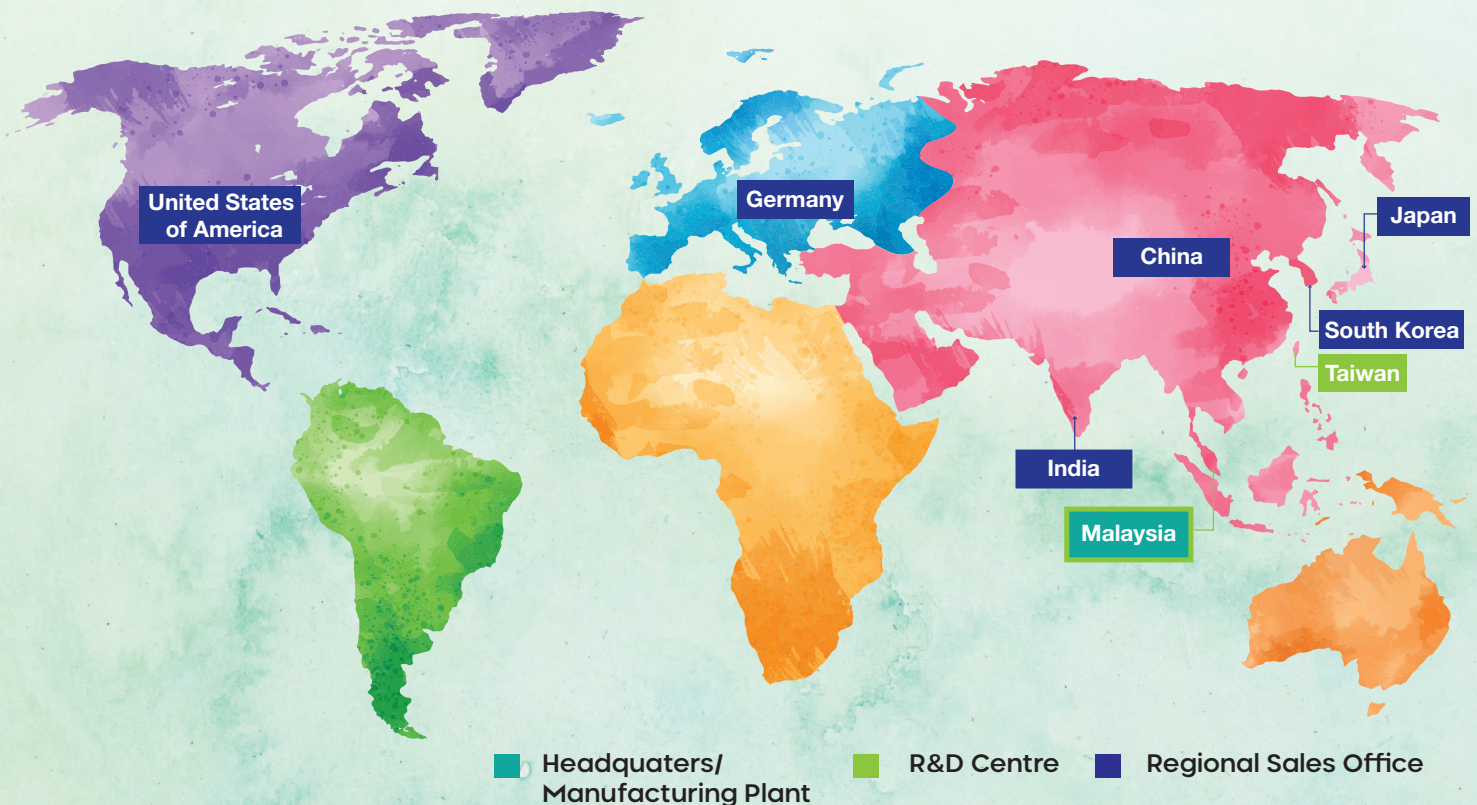 United States
of America
Germany
Japan
China
South Korea
Taiwan
India
Malaysia
Headquaters/
Manufacturing Plant
R&D Centre
Regional Sales Office